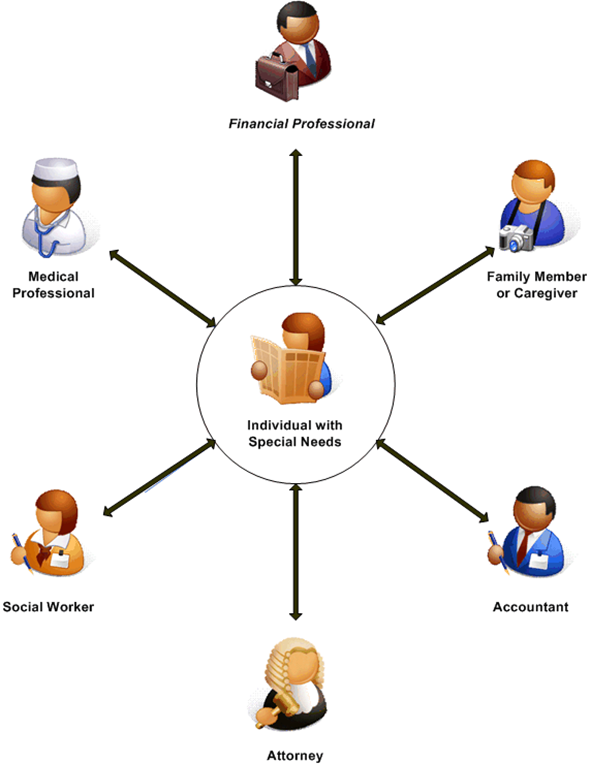 Financial Professional
Medical
Professional
Family Member
or Caregiver
Individual with
Special Needs
Social Worker
Accountant
Attorney